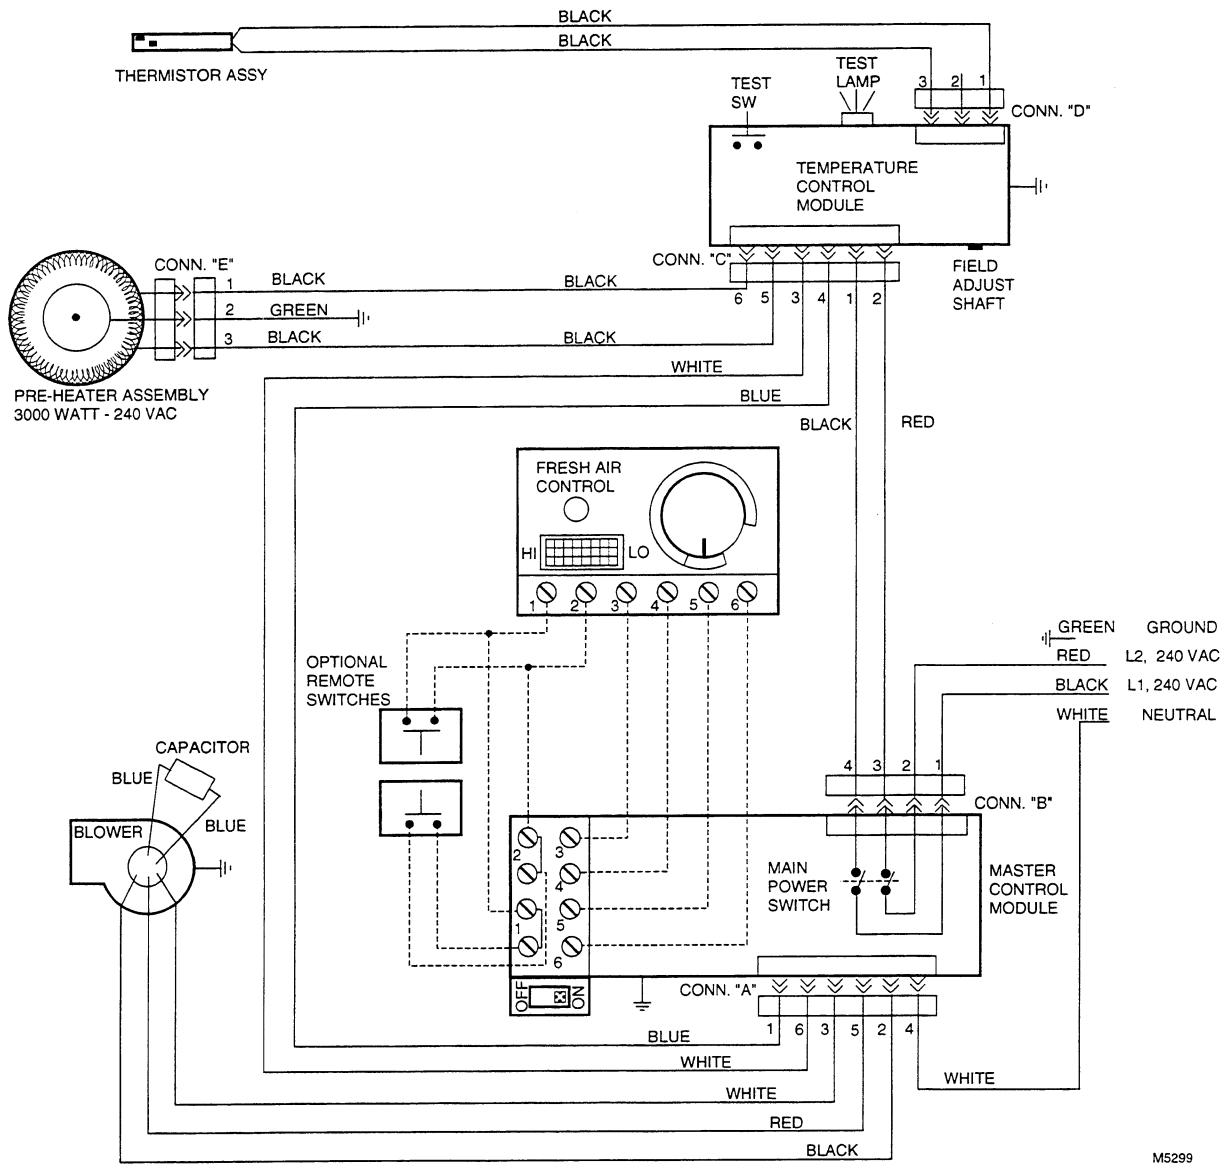 BLACK
BLACK
THERMISTOR ASSY
TEST
SW
TEST
LAMP
3 2 1
CONN. "D"
TEMPERATURE
CONTROL
MODULE
CONN. "C"
6 5 3 4 1 2
FIELD
ADJUST
SHAFT
CONN. "E"
1
BLACK
BLACK
2
GREEN
3
BLACK
BLACK
PRE-HEATER ASSEMBLY
3000 WATT - 240 VAC
WHITE
BLUE
BLACK
RED
FRESH AIR
CONTROL
HI
LO
1 2 3 4 5 6
OPTIONAL
REMOTE
SWITCHES
GREEN GROUND
RED L2, 240 VAC
BLACK L1, 240 VAC
WHITE NEUTRAL
CAPACITOR
BLUE
BLUE
BLOWER
4 3 2 1
CONN. "B"
2 3
4
1 5
6
MAIN
POWER
SWITCH
MASTER
CONTROL
MODULE
OFF
ON
CONN. "A"
1 6 3 5 2 4
BLUE
WHITE
WHITE
WHITE
RED
BLACK
M5299